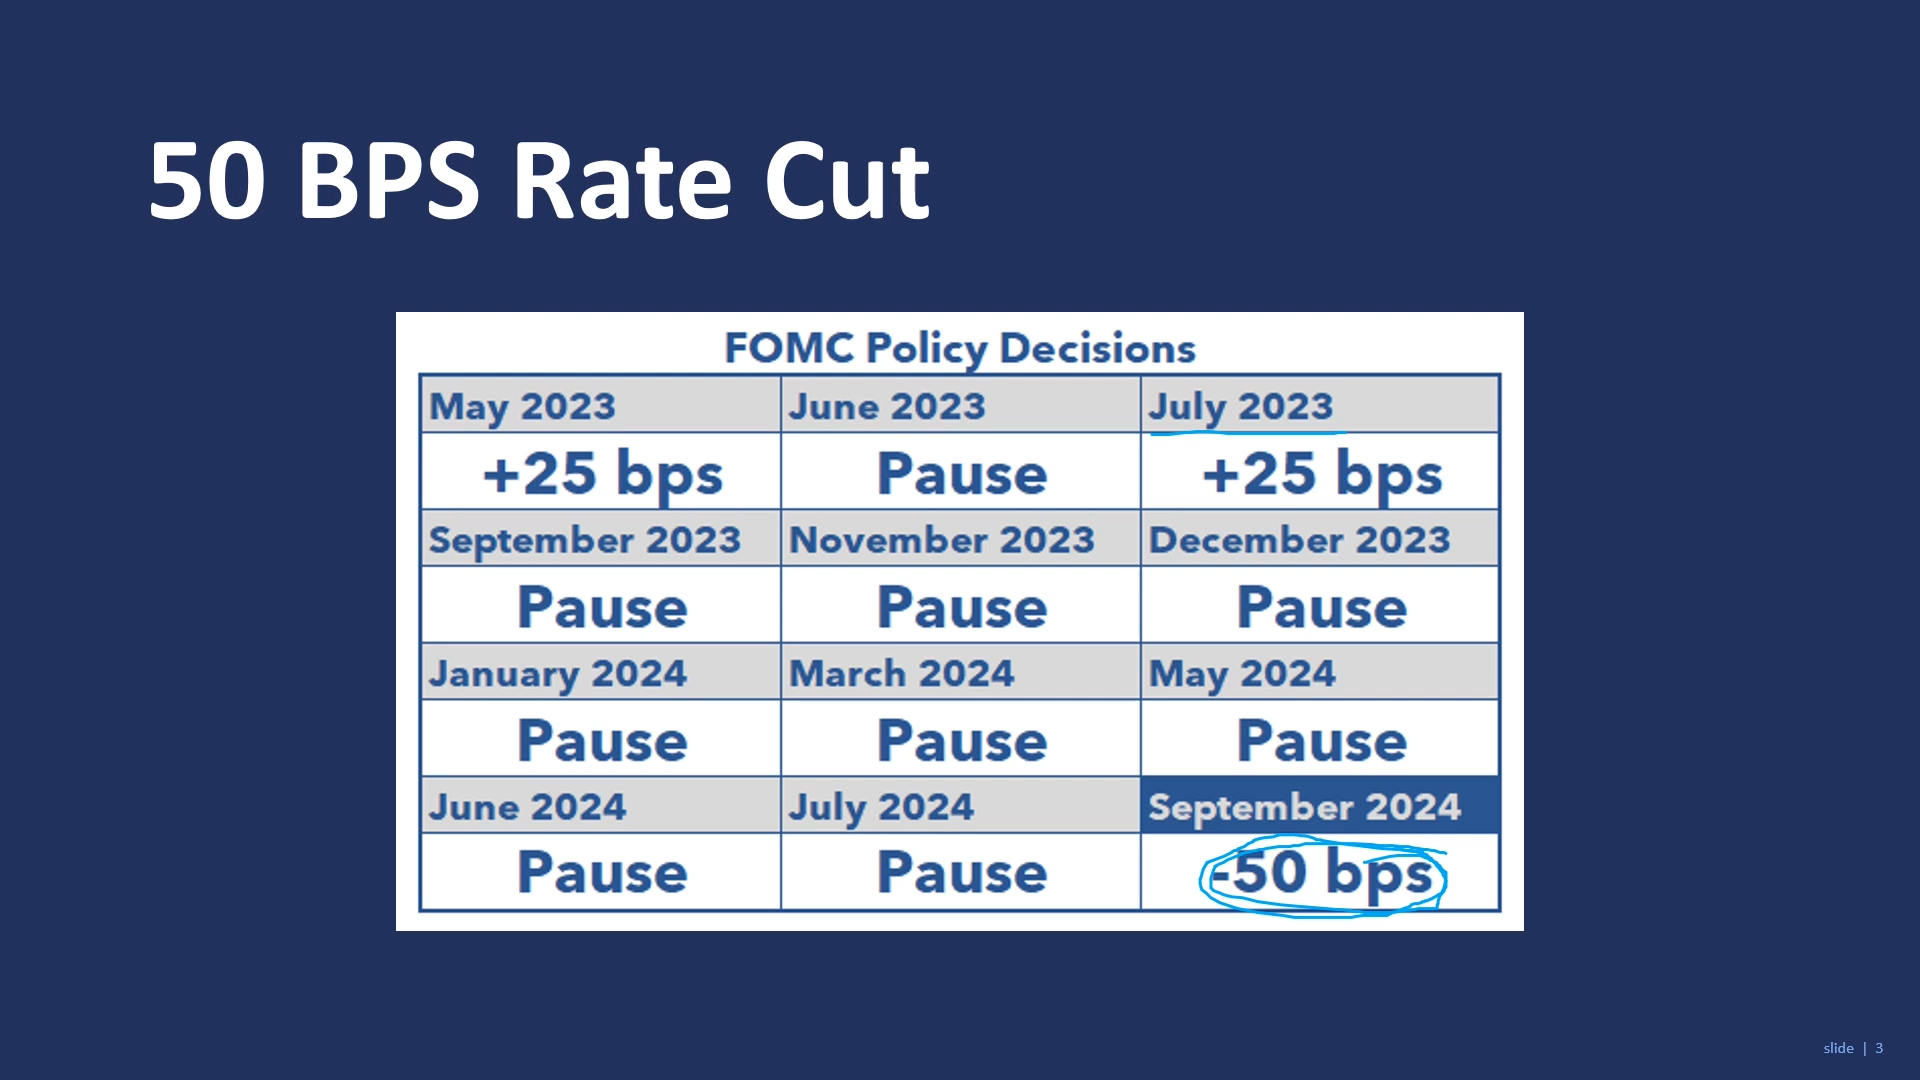 50 BPS Rate Cut
FOMC Policy Decisions
May 2023 June 2023 July 2023
+25 bps Pause +25 bps
September 2023 November 2023 December 2023
Pause Pause Pause
January 2024 March 2024 May 2024
Pause Pause Pause
June 2024 July 2024 September 2024
Pause Pause -50 bps
slide | 3